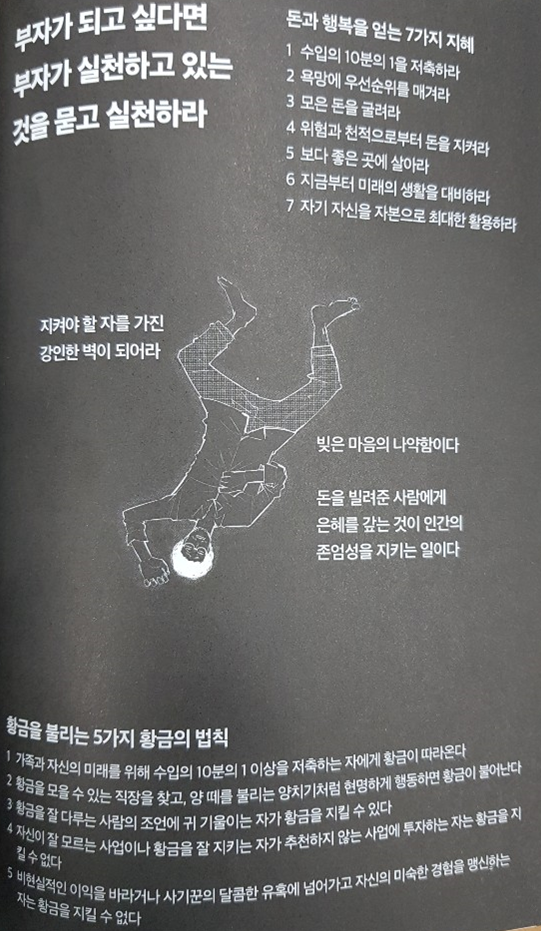 부자가 되고 싶다면
부자가 실천하고 있는
것을 묻고 실천하라
돈과 행복을 얻는 7가지 지혜
1 수입의 10분의 1을 저축하라
2 욕망에 우선순위를 매겨라
3 모은 돈을 굴려라
4 위험과 천적으로부터 돈을 지켜라
5 보다 좋은 곳에 살아라
6 지금부터 미래의 생활을 대비하라
7 자기 자신을 자본으로 최대한 활용하라
지켜야 할 자를 가진
강인한 벽이 되어라
빚은 마음의 나약함이다
돈을 빌려준 사람에게
은혜를 갚는 것이 인간의
존엄성을 지키는 일이다
황금을 불리는 5가지 황금의 법칙
1 가족과 자신의 미래를 위해 수입의 10분의 1 이상을 저축하는 자에게 황금이 따라온다
2 황금을 모을 수 있는 직장을 찾고, 양 떼를 불리는 양치기처럼 현명하게 행동하면 황금이 불어난다
3 황금을 잘 다루는 사람의 조언에 귀 기울이는 자가 황금을 지킬 수 있다
4 자신이 잘 모르는 사업이나 황금을 잘 지키는 자가 추천하지 않는 사업에 투자하는 자는 황금을 지
킬 수 없다
5 비현실적인 이익을 바라거나 사기꾼의 달콤한 유혹에 넘어가고 자신의 미숙한 경험을 맹신하는
자는 황금을 지킬 수 없다